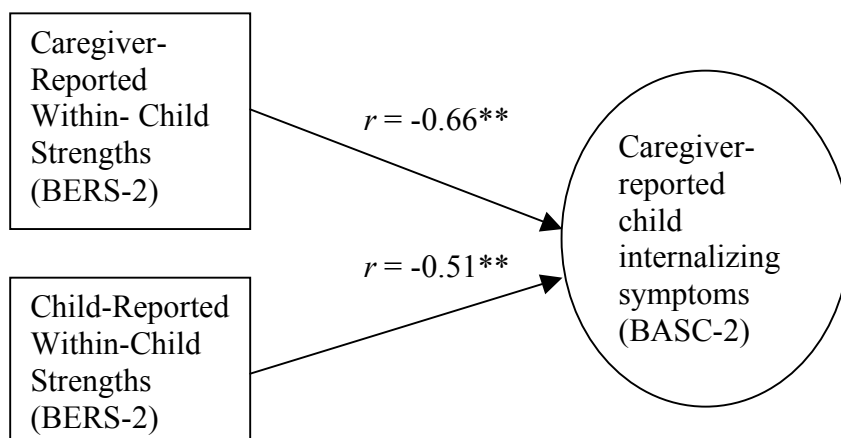 Caregiver-
Reported
Within- Child
Strengths
(BERS-2)
r = -0.66**
Caregiver-
reported
child
internalizing
symptoms
(BASC-2)
r = -0.51**
Child-Reported
Within-Child
Strengths
(BERS-2)